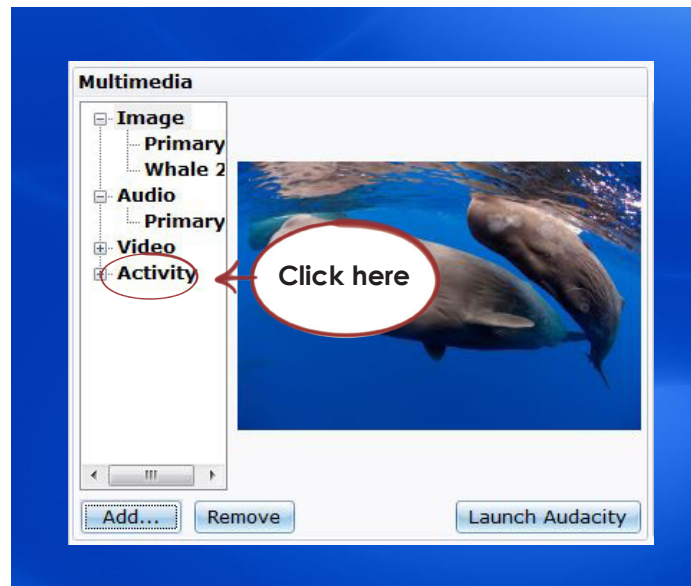 Multimedia
Image
Primary
Whale 2
Audio
Primary
Video
Activity
Click here
Add...
Remove
Launch Audacity